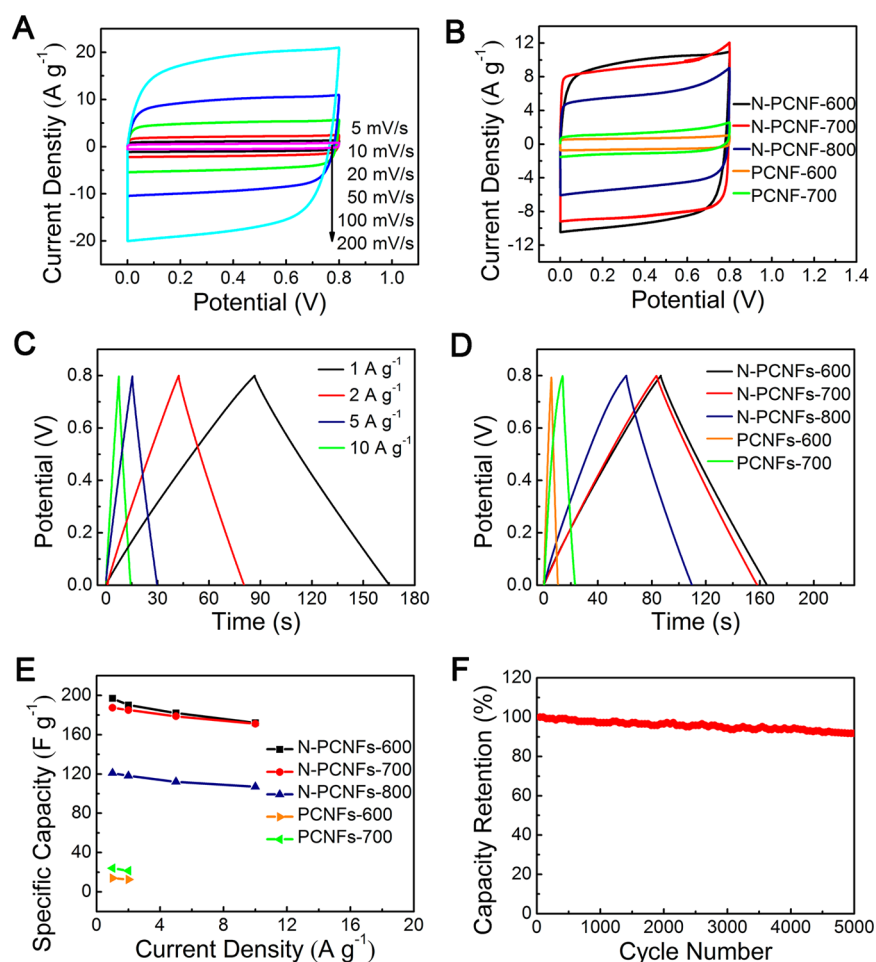 A
Current Denstiy (A g-1)
20
10
0
-10
-20
5 mV/s
10 mV/s
20 mV/s
50 mV/s
100 mV/s
200 mV/s
0.0 0.2 0.4 0.6 0.8 1.0
Potential (V)
B
Current Denstiy (A g-1)
12
8
4
0
-4
-8
-12
N-PCNF-600
N-PCNF-700
N-PCNF-800
PCNF-600
PCNF-700
0.0 0.2 0.4 0.6 0.8 1.0 1.2 1.4
Potential (V)
C
Potential (V)
0.8
0.6
0.4
0.2
0.0
1 A g-1
2 A g-1
5 A g-1
10 A g-1
0 30 60 90 120 150 180
Time (s)
D
Potential (V)
0.8
0.6
0.4
0.2
0.0
N-PCNFs-600
N-PCNFs-700
N-PCNFs-800
PCNFs-600
PCNFs-700
0 40 80 120 160 200
Time (s)
E
Specific Capacity (F g-1)
200
160
120
80
40
0
N-PCNFs-600
N-PCNFs-700
N-PCNFs-800
PCNFs-600
PCNFs-700
0 4 8 12 16 20
Current Density (A g-1)
F
Capacity Retention (%)
120
100
80
60
40
20
0
0 1000 2000 3000 4000 5000
Cycle Number